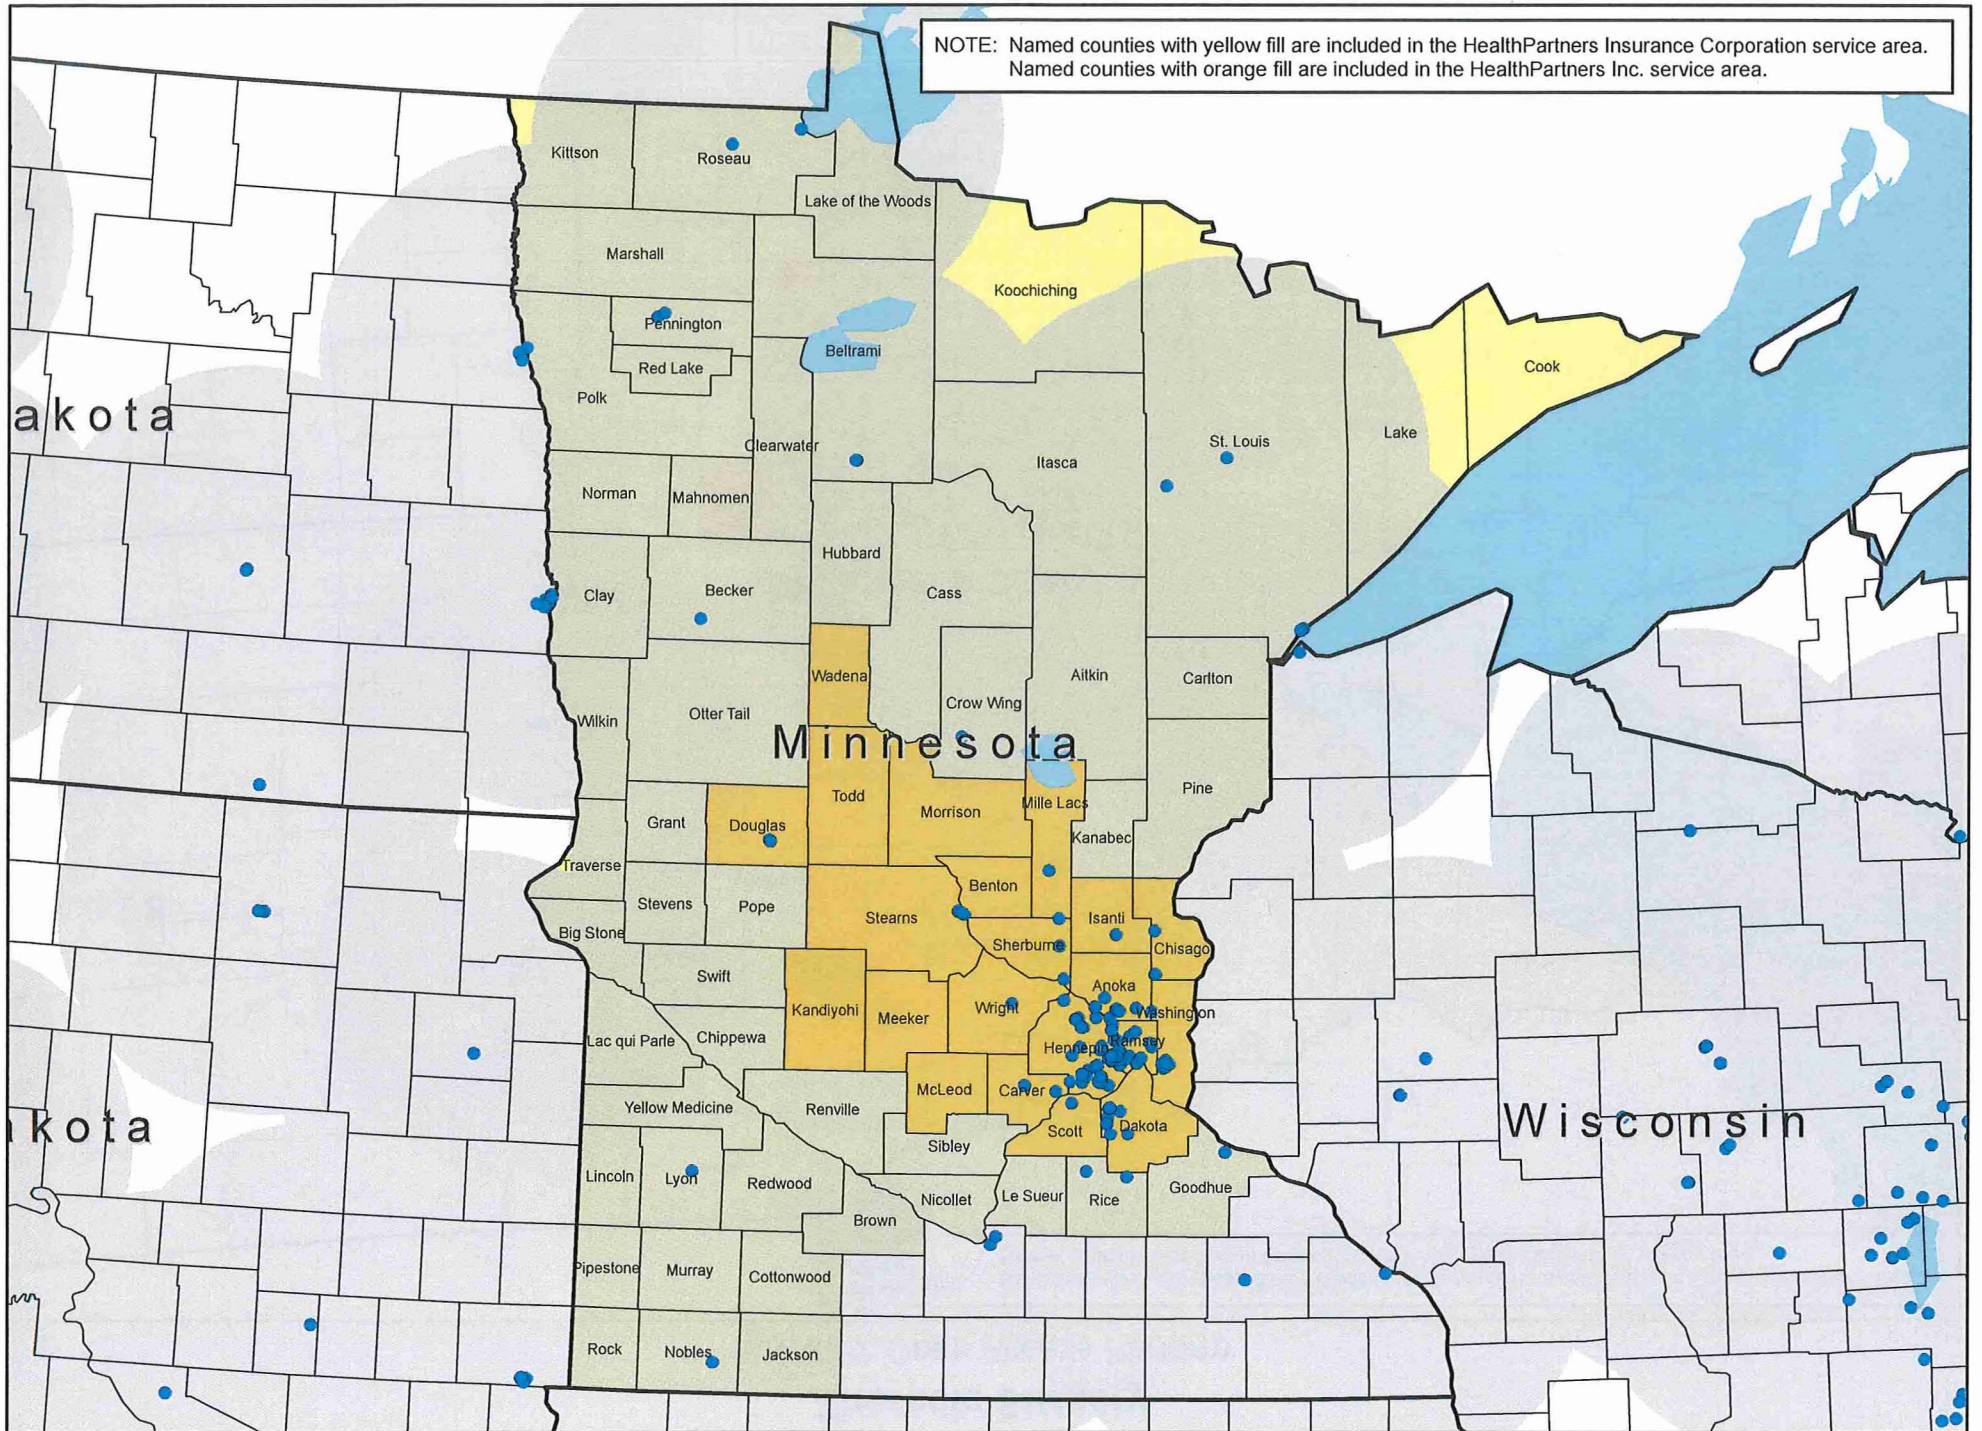 NOTE: Named counties with yellow fill are included in the HealthPartners Insurance Corporation service area.
Named counties with orange fill are included in the HealthPartners Inc. service area.
Kittson
Roseau
Lake of the Woods
Marshall
Koochiching
Pennington
Beltrami
Red Lake
Cook
Polk
akota
Lake
Clearwater
St. Louis
Itasca
Norman
Mahnomen
Hubbard
Clay
Becker
Cass
Wadena
Aitkin
Carlton
Crow Wing
Otter Tail
Wilkin
Minnesota
Pine
Todd
Mille Lacs
Morrison
Grant
Douglas
Kanabec
Traverse
Benton
Stevens
Pope
Stearns
Isanti
Big Stone
Sherburne
Chisago
Swift
Anoka
Wright
Kandiyohi
Washington
Meeker
Chippewa
Lac qui Parle
Ramsey
Hennepin
McLeod
Carver
Yellow Medicine
Renville
Wisconsin
kota
Dakota
Scott
Sibley
Lincoln
Lyon
Redwood
Goodhue
Le Sueur
Nicollet
Rice
Brown
Pipestone
Murray
Cottonwood
Rock
Nobles
Jackson